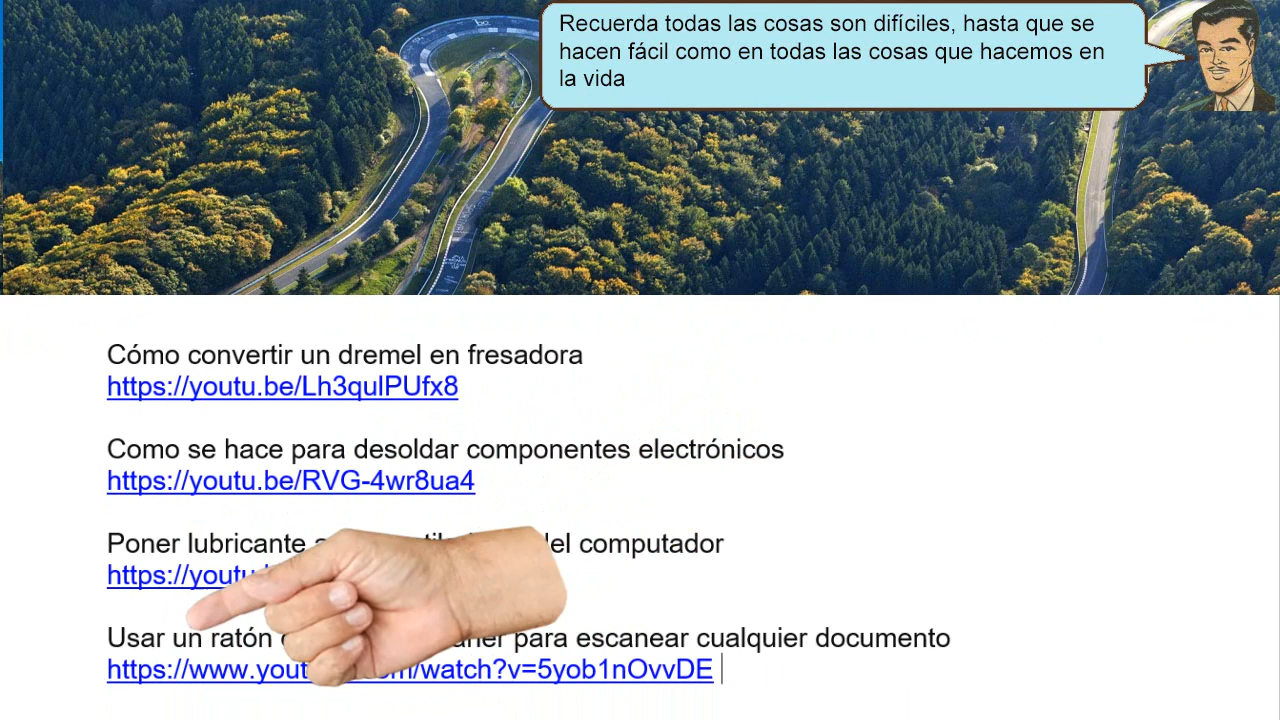 Recuerda todas las cosas son difíciles, hasta que se
hacen fácil como en todas las cosas que hacemos en
la vida
Cómo convertir un dremel en fresadora
https://youtu.be/Lh3qulPUfx8
Como se hace para desoldar componentes electrónicos
https://youtu.be/RVG-4wr8ua4
Poner lubricante del computador
https://youtu
Usar un ratón para escanear cualquier documento
https://www.yout m/watch?v=5yob1nOvvDE